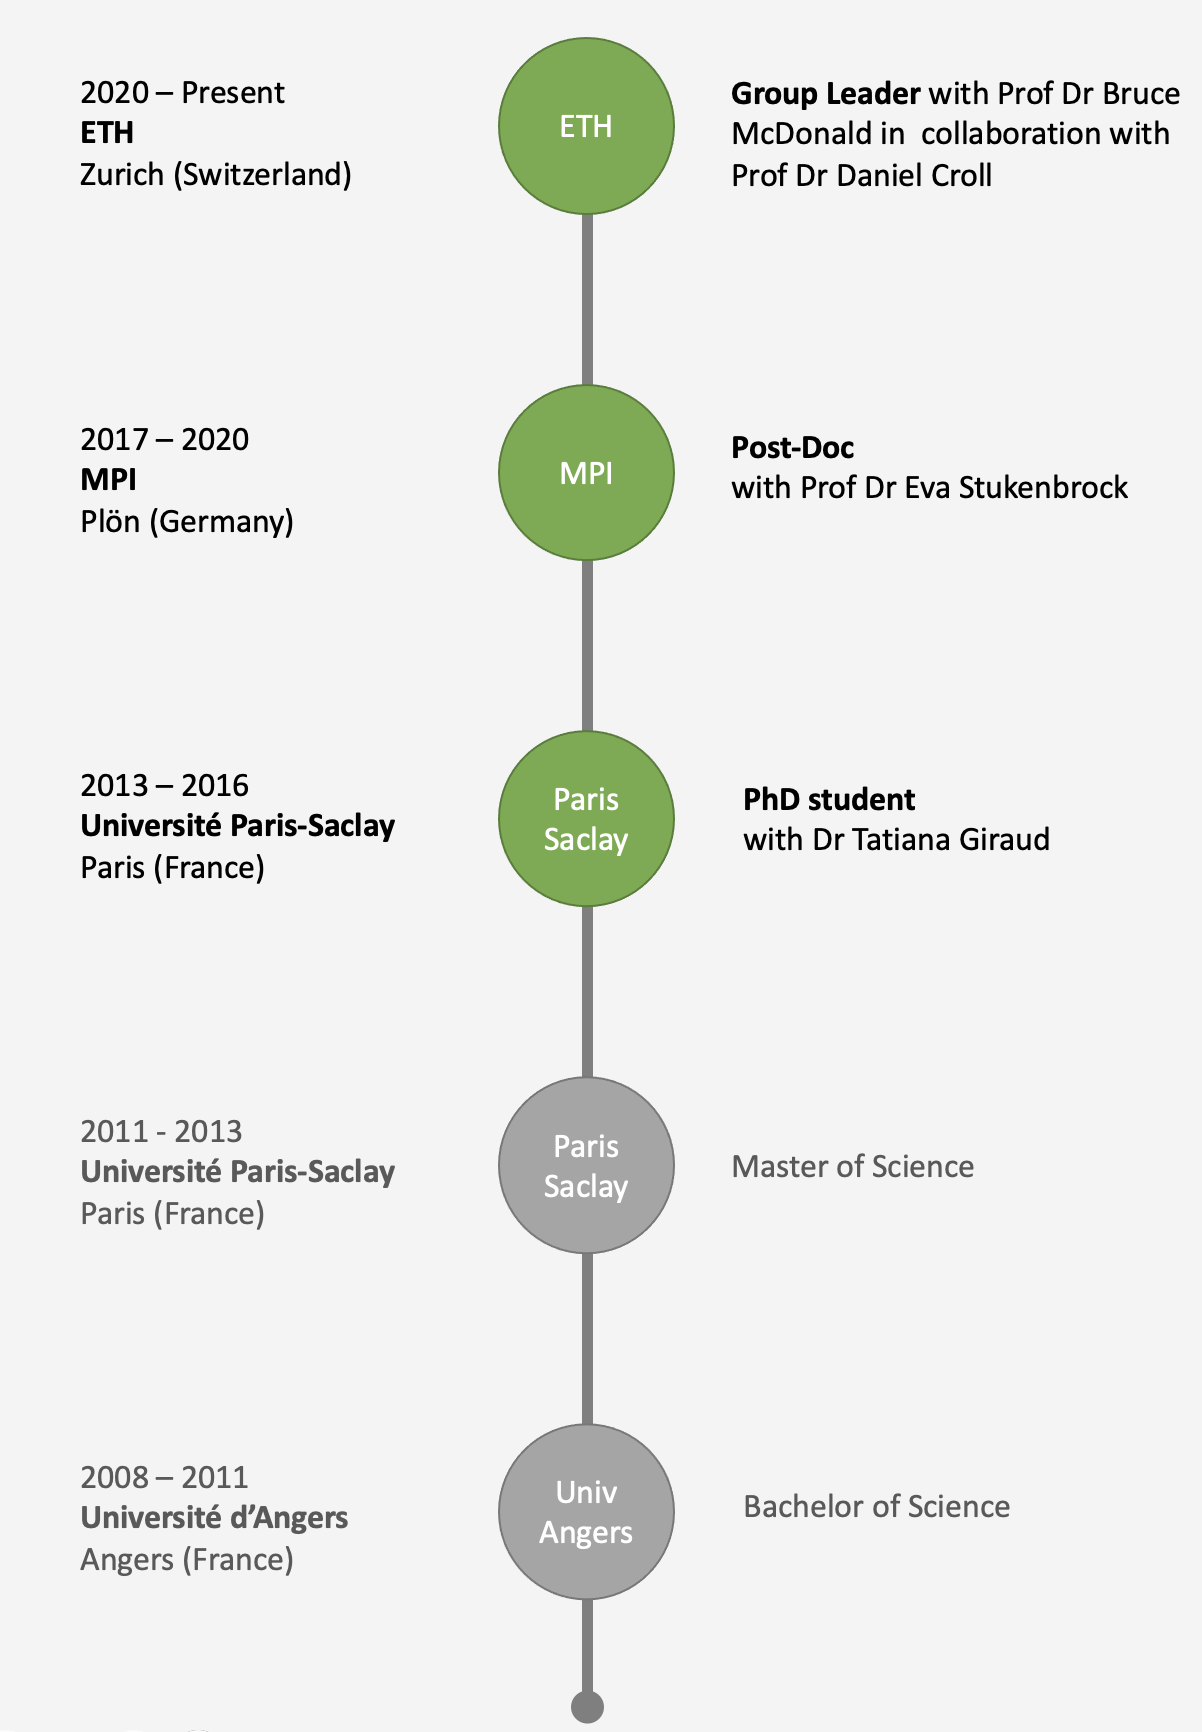 2020 – Present
ETH
Zurich (Switzerland)
ETH
Group Leader with Prof Dr Bruce
McDonald in  collaboration with
Prof Dr Daniel Croll
2017 – 2020
MPI
Plön (Germany)
MPI
Post-Doc
with Prof Dr Eva Stukenbrock
2013 – 2016
Université Paris-Saclay
Paris (France)
Paris
Saclay
PhD student
with Dr Tatiana Giraud
2011 - 2013
Université Paris-Saclay
Paris (France)
Paris
Saclay
Master of Science
2008 – 2011
Université d’Angers
Angers (France)
Univ
Angers
Bachelor of Science